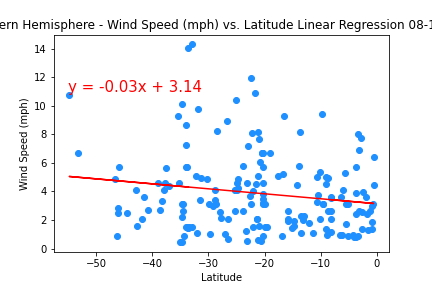 ern Hemisphere - Wind Speed (mph) vs. Latitude Linear Regression 08-1
14
12
10
8
6
4
2
0
y = -0.03x + 3.14
Wind Speed (mph)
−50 −40 −30 −20 −10 0
Latitude